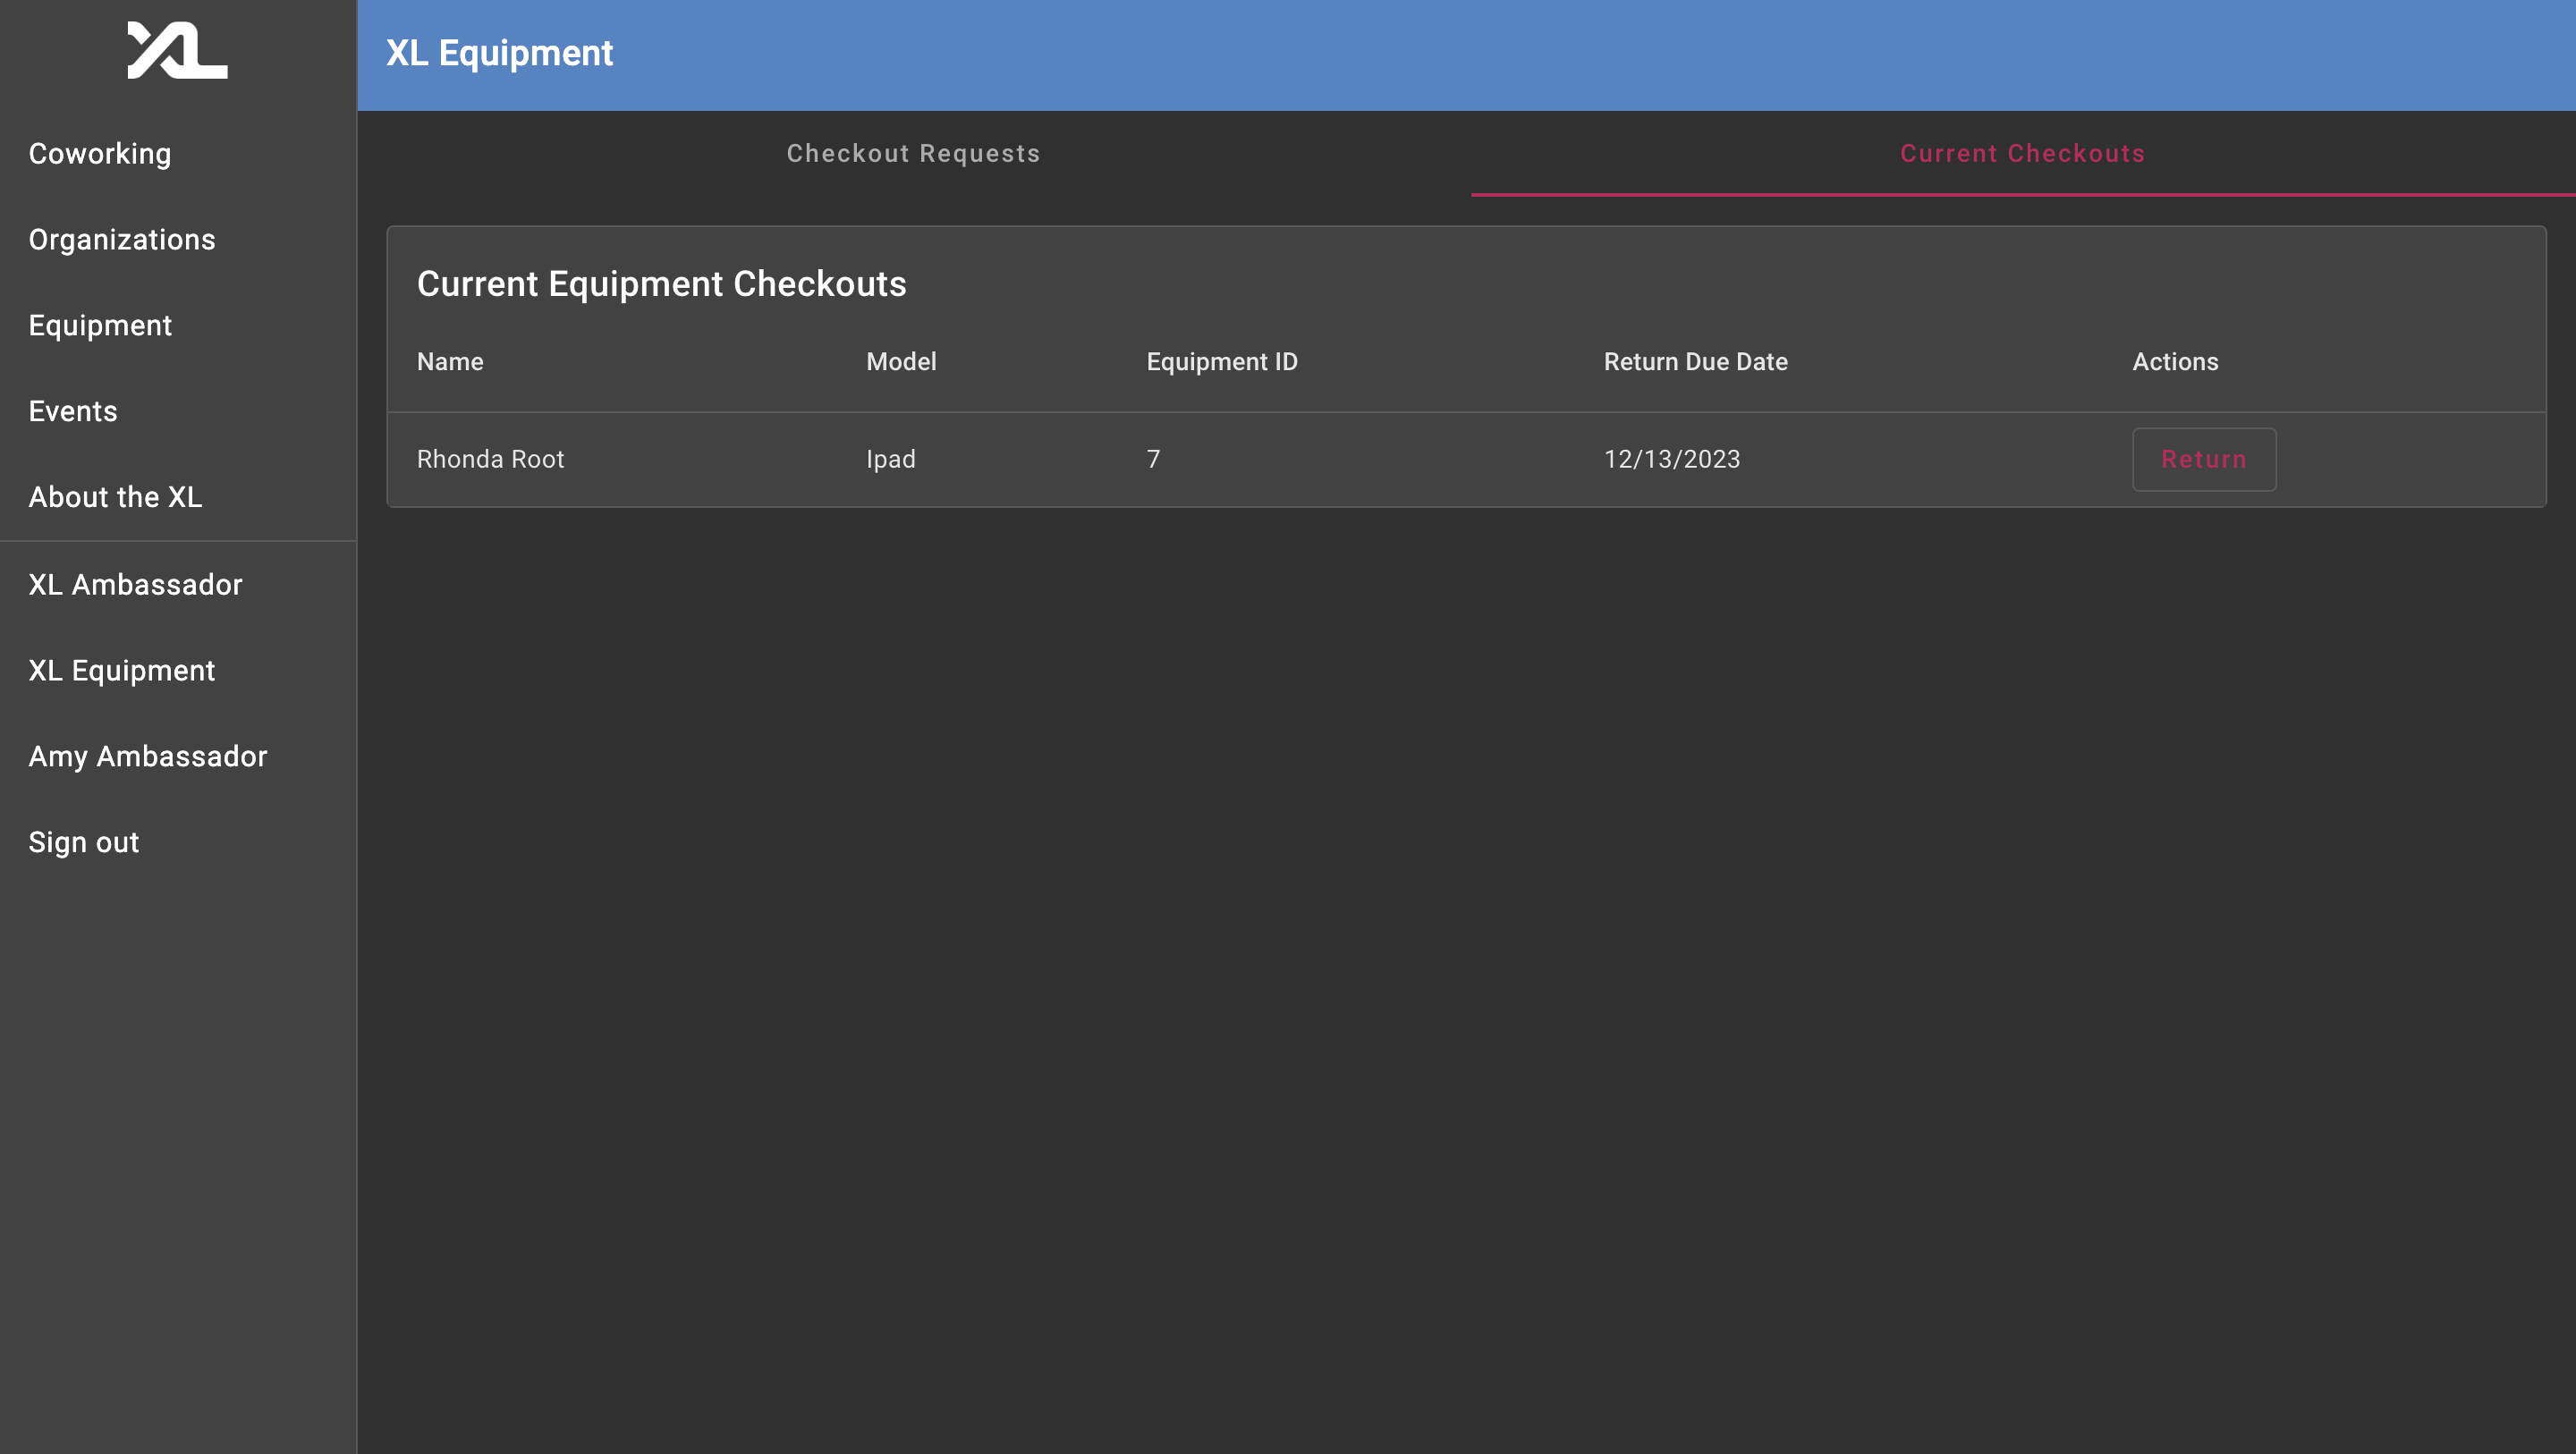 XL
Coworking
Organizations
Equipment
Events
About the XL
XL Ambassador
XL Equipment
Amy Ambassador
Sign out
XL Equipment
Checkout Requests Current Checkouts
Current Equipment Checkouts
Name Model Equipment ID Return Due Date Actions
Rhonda Root Ipad 7 12/13/2023 Return